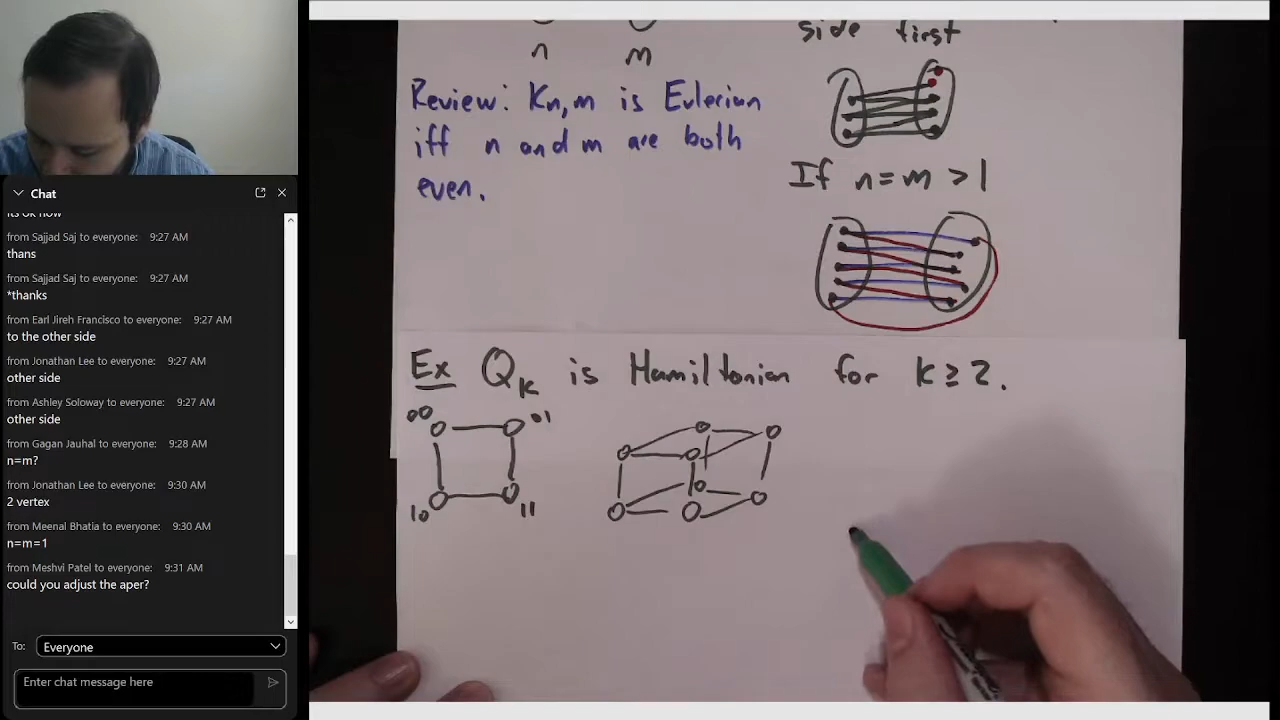 Chat
its ok now
from Sajjad Saj to everyone: 9:27 AM
thans
from Sajjad Saj to everyone: 9:27 AM
*thanks
from Earl Jireh Francisco to everyone: 9:27 AM
to the other side
from Jonathan Lee to everyone: 9:27 AM
other side
from Ashley Soloway to everyone: 9:27 AM
other side
from Gagan Jauhal to everyone: 9:28 AM
n=m?
from Jonathan Lee to everyone: 9:30 AM
2 vertex
from Meenal Bhatia to everyone: 9:30 AM
n=m=1
from Meshvi Patel to everyone: 9:31 AM
could you adjust the aper?
To: Everyone
Enter chat message here
n m
Review: Kn,m is Eulerian
iff n and m are both
even.
side first
If n=m >1
Ex Qk is Hamiltonian for k≥2.
00 01
10 11